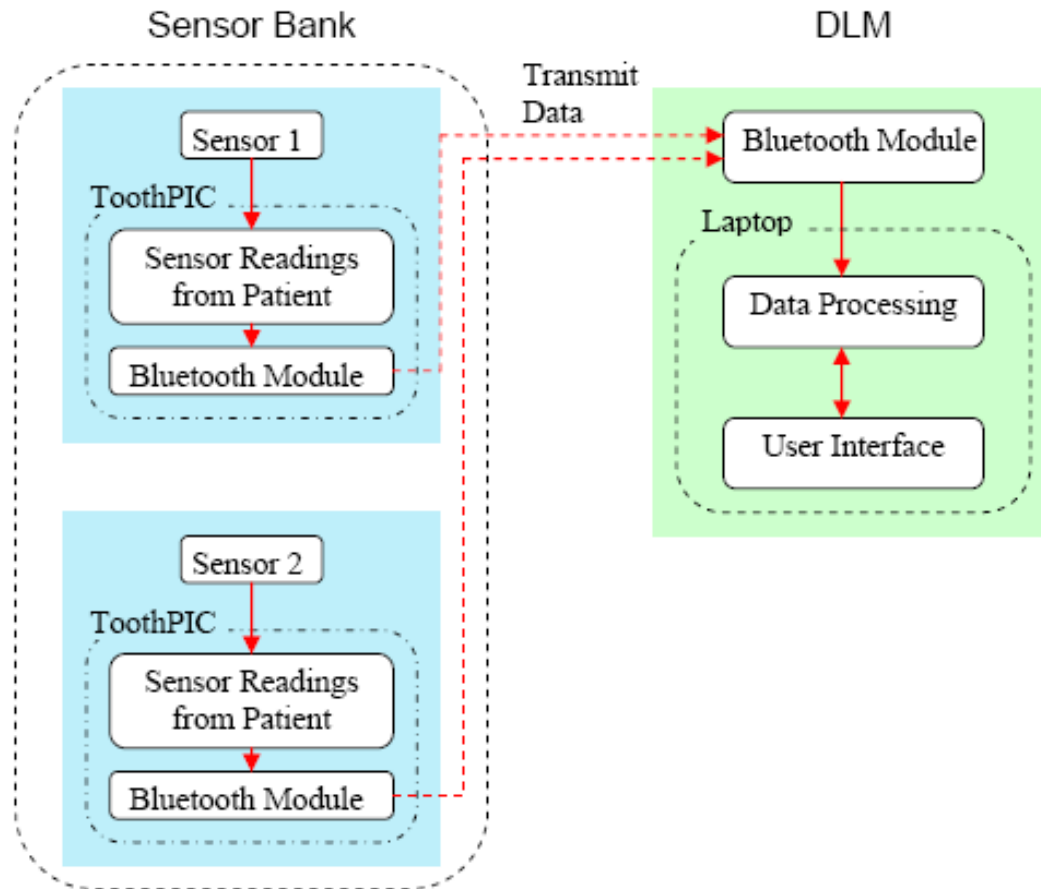 Sensor Bank
Sensor 1
ToothPIC
Sensor Readings
from Patient
Bluetooth Module
Sensor 2
ToothPIC
Sensor Readings
from Patient
Bluetooth Module
Transmit
Data
DLM
Bluetooth Module
Laptop
Data Processing
User Interface